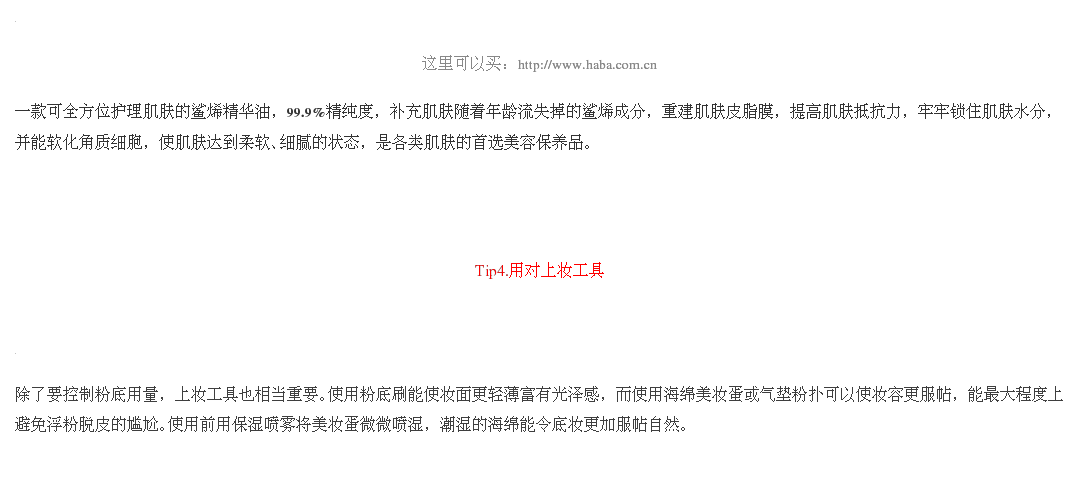 这里可以买：http://www.haba.com.cn
一款可全方位护理肌肤的鲨烯精华油，99.9%精纯度，补充肌肤随着年龄流失掉的鲨烯成分，重建肌肤皮脂膜，提高肌肤抵抗力，牢牢锁住肌肤水分，
并能软化角质细胞，使肌肤达到柔软、细腻的状态，是各类肌肤的首选美容保养品。
Tip4.用对上妆工具
除了要控制粉底用量，上妆工具也相当重要。使用粉底刷能使妆面更轻薄富有光泽感，而使用海绵美妆蛋或气垫粉扑可以使妆容更服帖，能最大程度上
避免浮粉脱皮的尴尬。使用前用保湿喷雾将美妆蛋微微喷湿，潮湿的海绵能令底妆更加服帖自然。